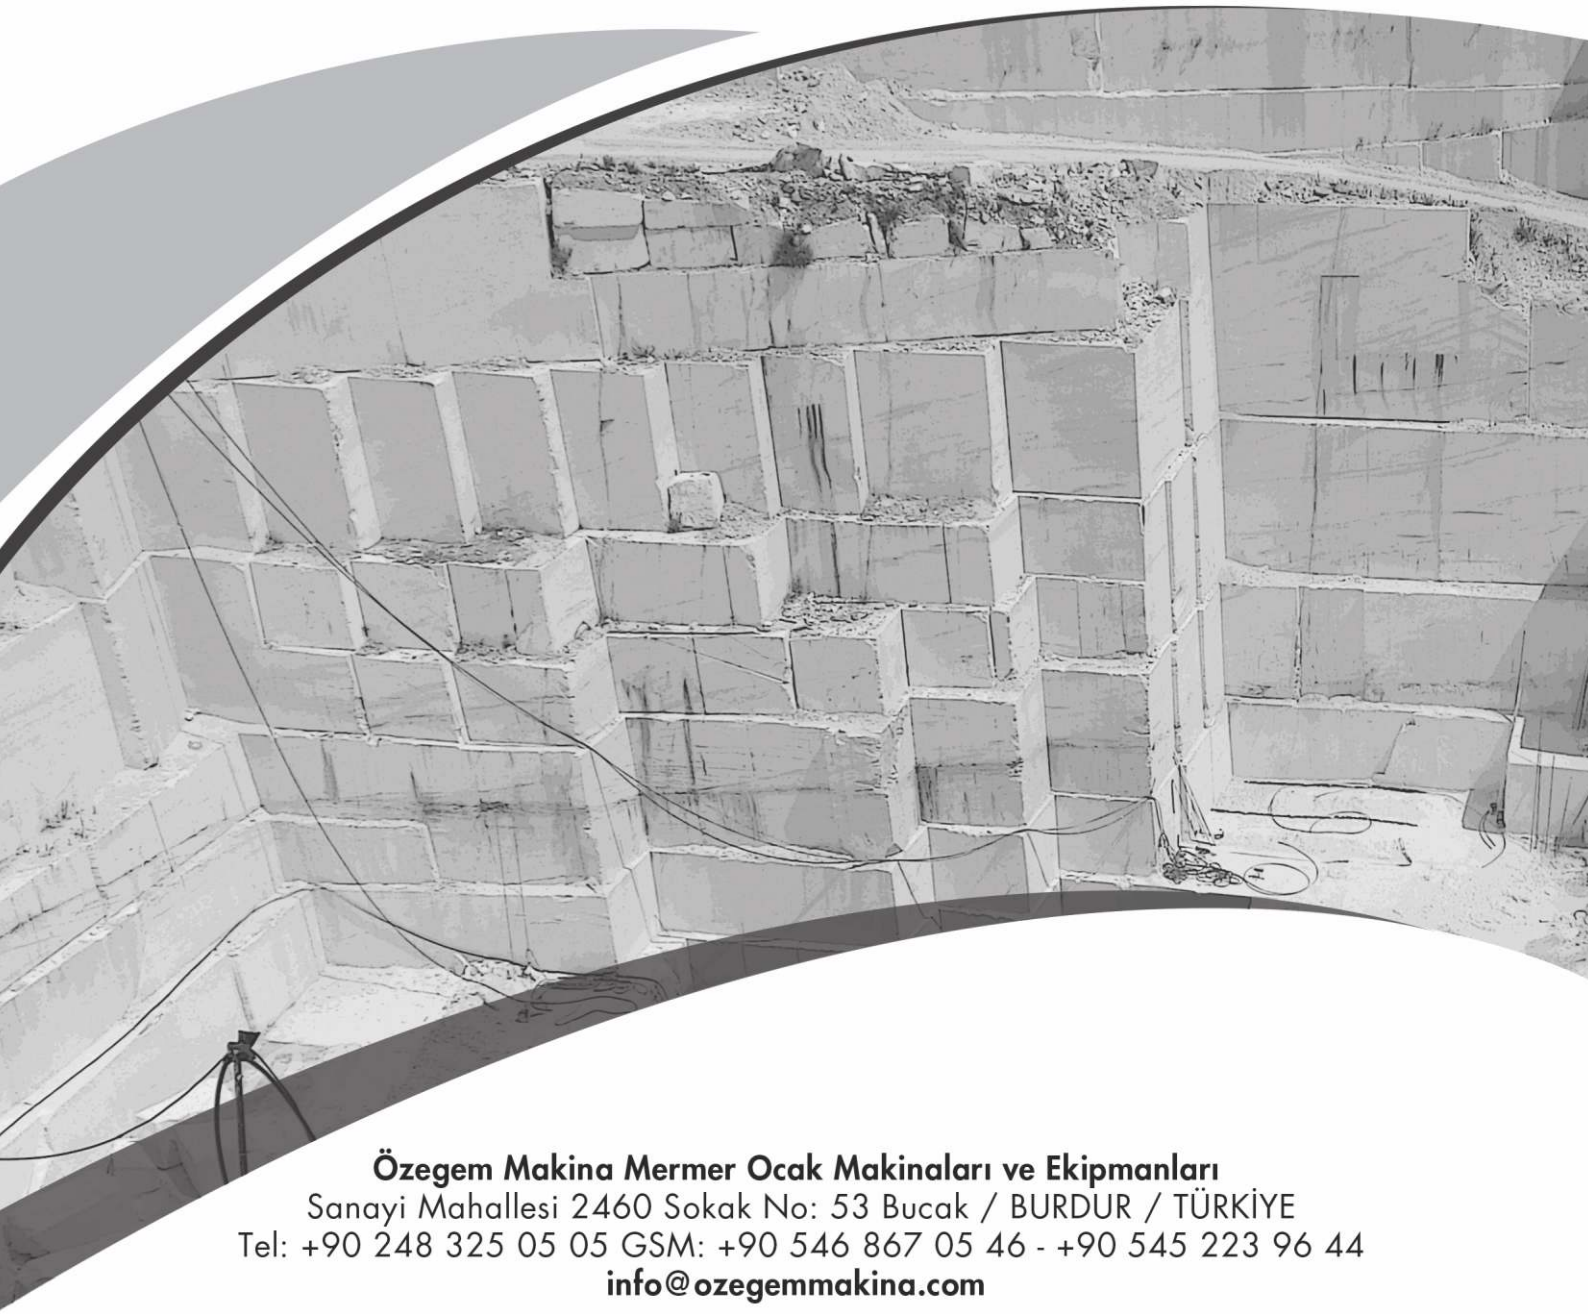 Özegem Makina Mermer Ocak Makinaları ve Ekipmanları
Sanayi Mahallesi 2460 Sokak No: 53 Bucak / BURDUR / TÜRKİYE
Tel: +90 248 325 05 05 GSM: +90 546 867 05 46 - +90 545 223 96 44
info@ozegemmakina.com